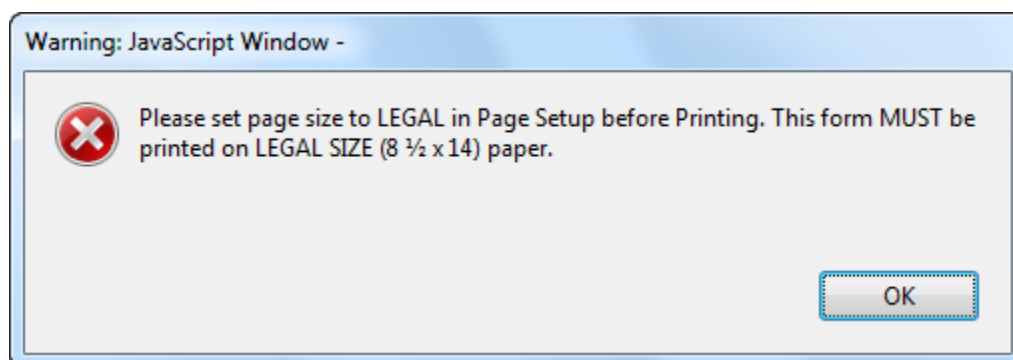 Warning: JavaScript Window -
Please set page size to LEGAL in Page Setup before Printing. This form MUST be
printed on LEGAL SIZE (8 ½ x 14) paper.
OK